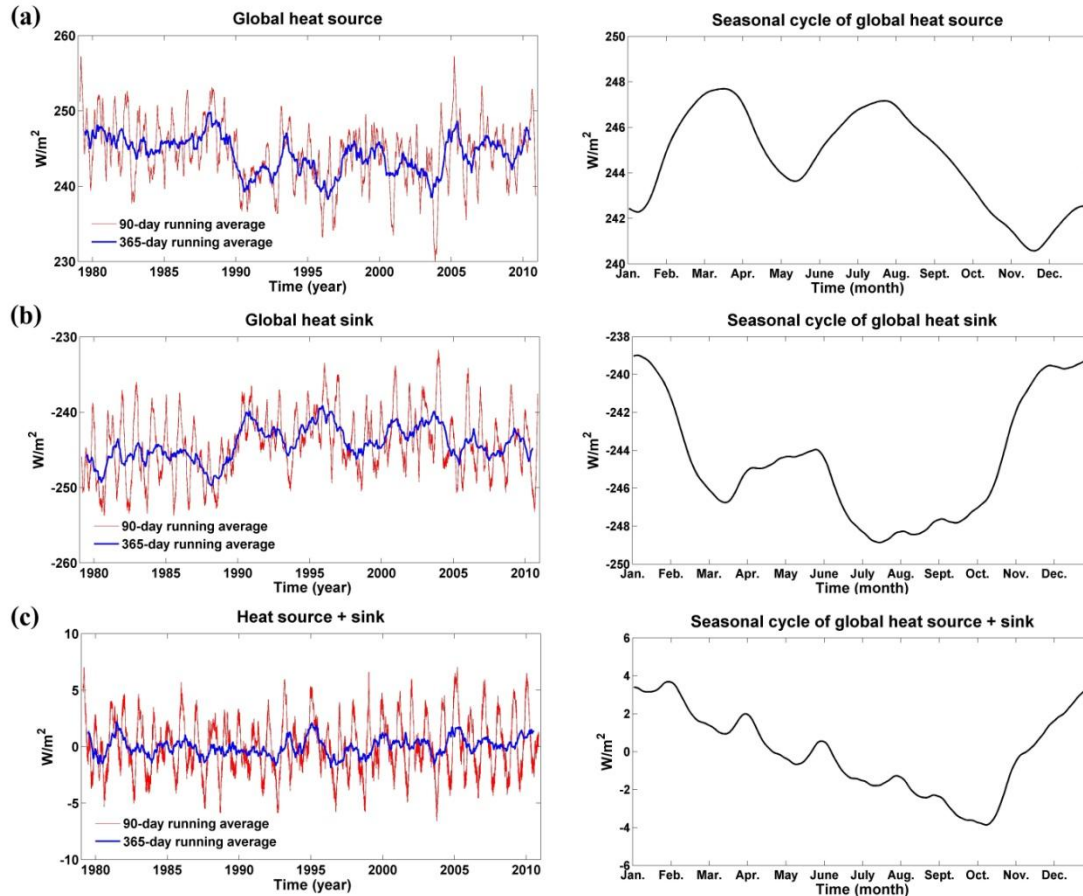 (a)
Global heat source
260
250
240
230
W/m²
90-day running average
365-day running average
1980 1985 1990 1995 2000 2005 2010
Time (year)
Seasonal cycle of global heat source
250
248
246
244
242
240
W/m²
Jan. Feb. Mar. Apr. May June July Aug. Sept. Oct. Nov. Dec.
Time (month)
(b)
Global heat sink
-230
-240
-250
-260
W/m²
90-day running average
365-day running average
1980 1985 1990 1995 2000 2005 2010
Time (year)
Seasonal cycle of global heat sink
-238
-240
-242
-244
-246
-248
-250
W/m²
Jan. Feb. Mar. Apr. May June July Aug. Sept. Oct. Nov. Dec.
Time (month)
(c)
Heat source + sink
10
5
0
-5
-10
W/m²
90-day running average
365-day running average
1980 1985 1990 1995 2000 2005 2010
Time (year)
Seasonal cycle of global heat source + sink
6
4
2
0
-2
-4
-6
W/m²
Jan. Feb. Mar. Apr. May June July Aug. Sept. Oct. Nov. Dec.
Time (month)